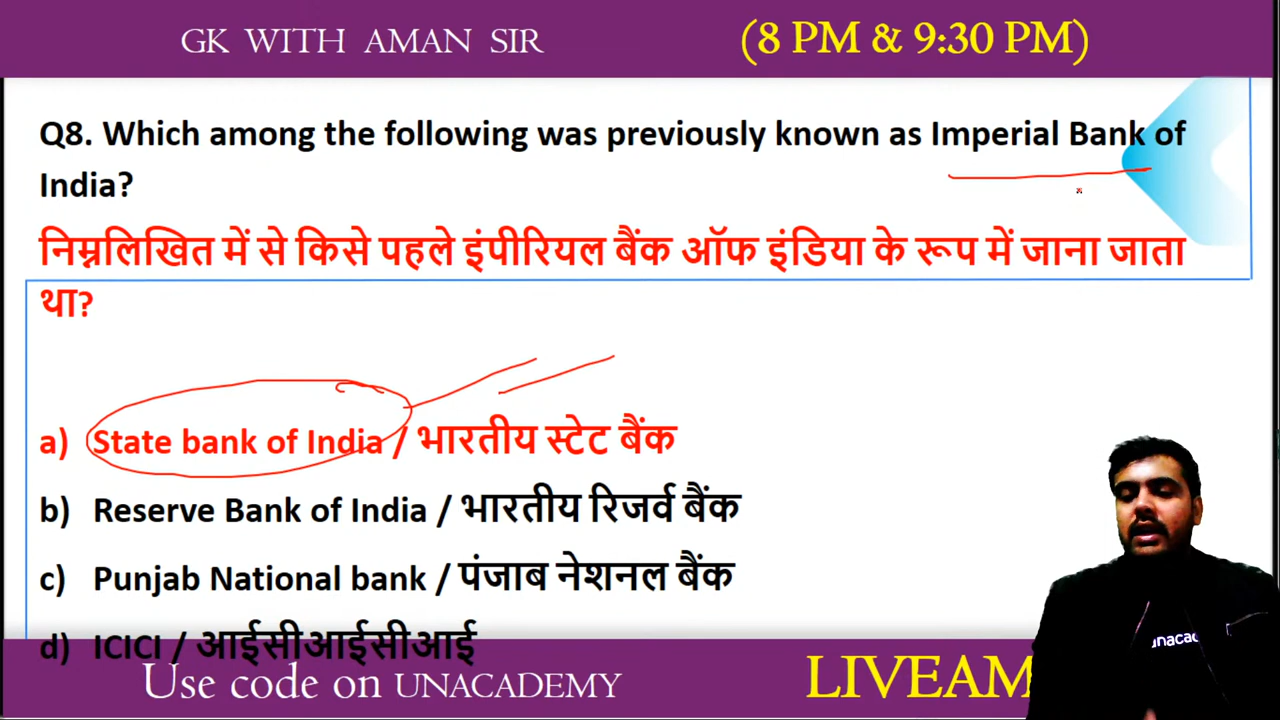 GK WITH AMAN SIR
(8 PM & 9:30 PM)
Q8. Which among the following was previously known as Imperial Bank of
India?
निम्नलिखित में से किसे पहले इंपीरियल बैंक ऑफ इंडिया के रूप में जाना जाता
था?
a) State bank of India / भारतीय स्टेट बैंक
b) Reserve Bank of India / भारतीय रिजर्व बैंक
c) Punjab National bank / पंजाब नेशनल बैंक
d) ICICI / आईसीआईसीआई
unacad
Use code on UNACADEMY
LIVEAM